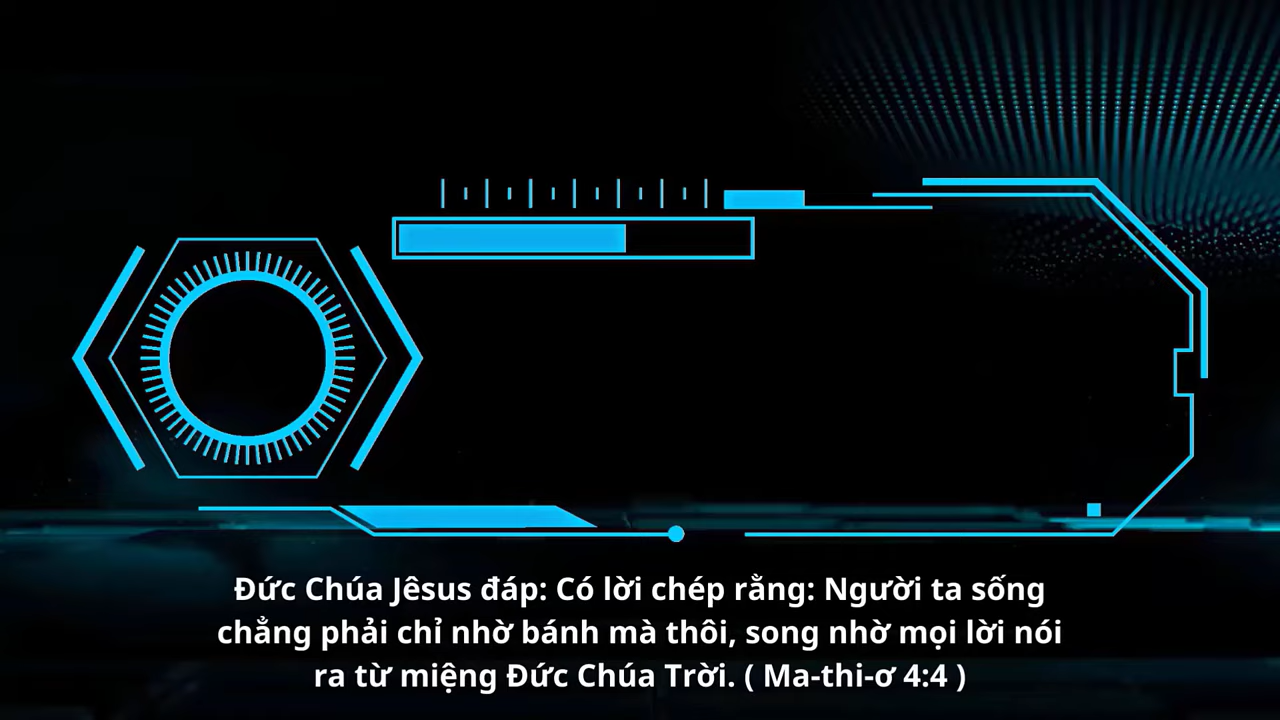 Đức Chúa Jêsus đáp: Có lời chép rằng: Người ta sống
chẳng phải chỉ nhờ bánh mà thôi, song nhờ mọi lời nói
ra từ miệng Đức Chúa Trời. ( Ma-thi-ơ 4:4 )